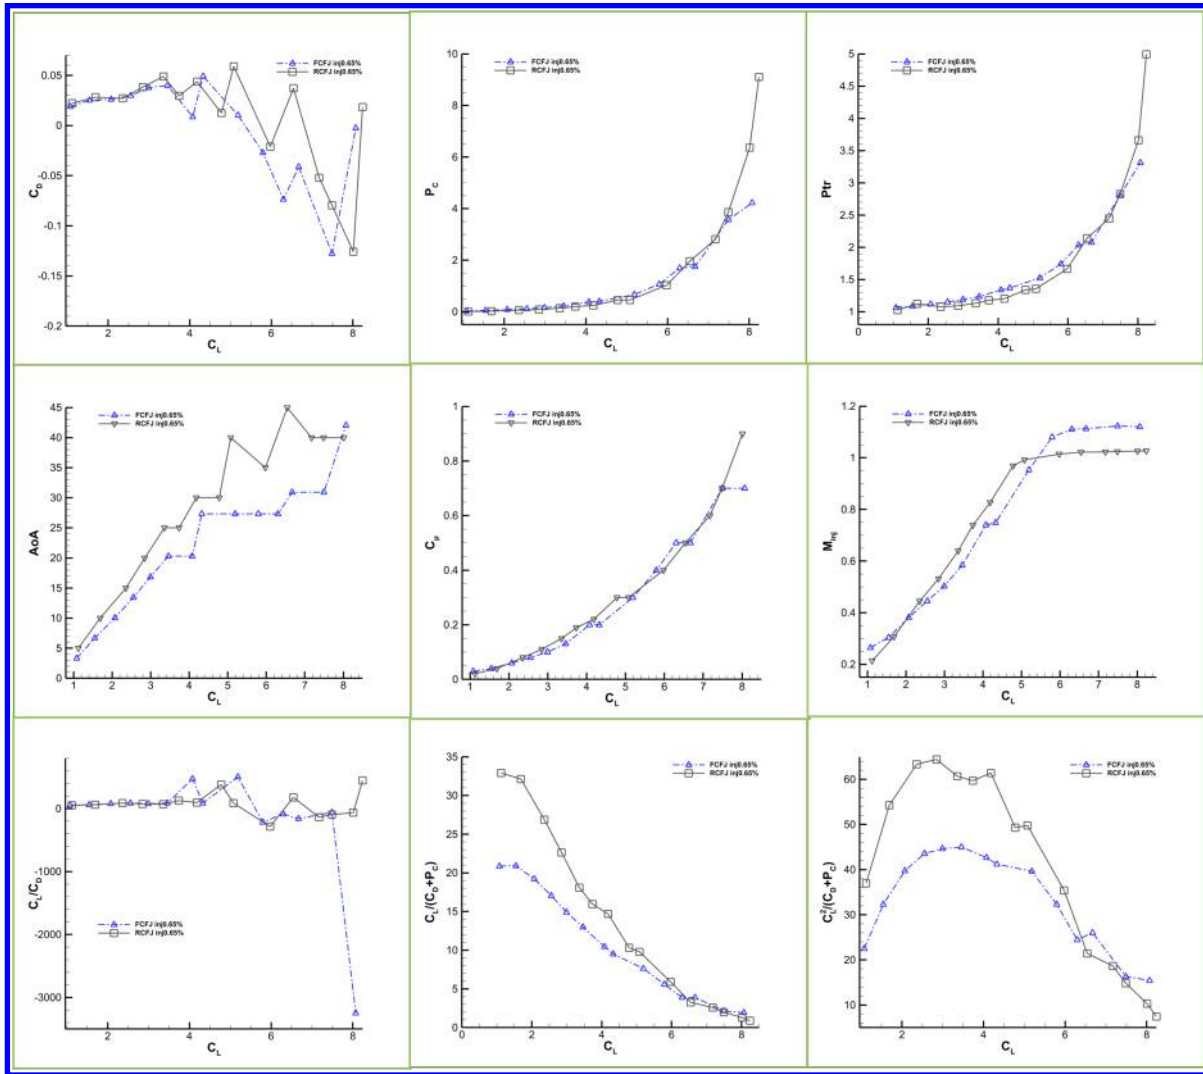 FCFJ inj0.65%
RCFJ inj0.65%
0.05
0
-0.05
-0.1
-0.15
-0.2
C_D
2 4 6 8
C_L
FCFJ inj0.65%
RCFJ inj0.65%
10
8
6
4
2
0
P_C
0 2 4 6 8
C_L
FCFJ inj0.65%
RCFJ inj0.65%
5
4.5
4
3.5
3
2.5
2
1.5
1
Ptr
0 2 4 6 8
C_L
FCFJ inj0.65%
RCFJ inj0.65%
45
40
35
30
25
20
15
10
5
0
AoA
1 2 3 4 5 6 7 8
C_L
FCFJ inj0.65%
RCFJ inj0.65%
1
0.8
0.6
0.4
0.2
0
C_μ
1 2 3 4 5 6 7 8
C_L
FCFJ inj0.65%
RCFJ inj0.65%
1.2
1
0.8
0.6
0.4
0.2
M_inj
1 2 3 4 5 6 7 8
C_L
0
-1000
-2000
-3000
C_L/C_D
FCFJ inj0.65%
RCFJ inj0.65%
2 4 6 8
C_L
FCFJ inj0.65%
RCFJ inj0.65%
35
30
25
20
15
10
5
0
C_L/(C_D+P_C)
0 2 4 6 8
C_L
FCFJ inj0.65%
RCFJ inj0.65%
60
50
40
30
20
10
C_L²/(C_D+P_C)
2 4 6 8
C_L